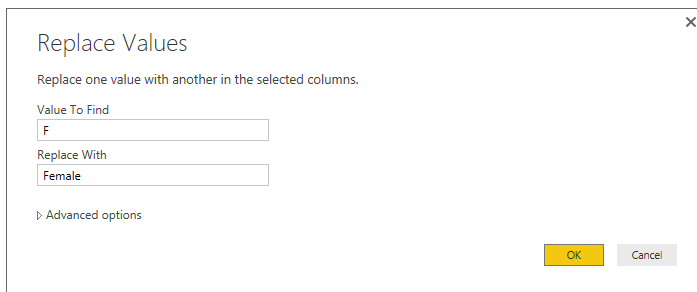 Replace Values
Replace one value with another in the selected columns.
Value To Find
F
Replace With
Female
Advanced options
OK
Cancel